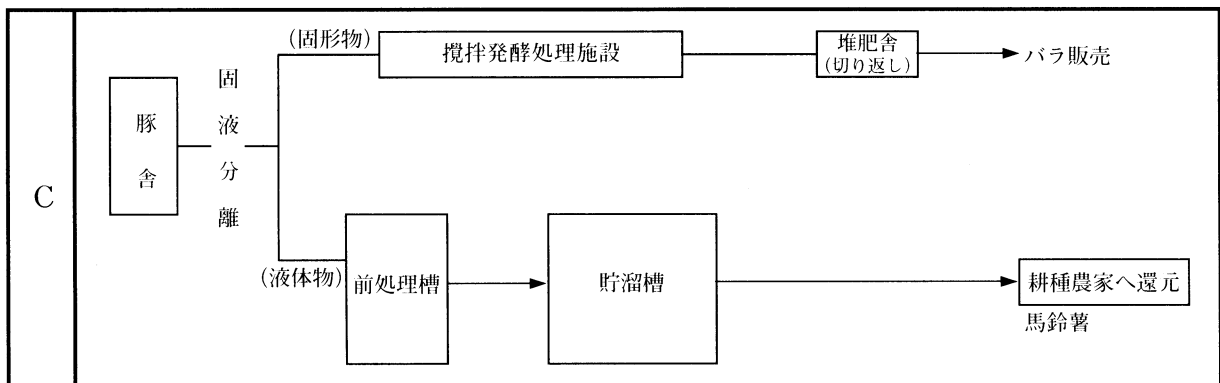 C
豚舎
固液分離
(固形物)
攪拌発酵処理施設
堆肥舎
(切り返し)
バラ販売
(液体物)
前処理槽
貯溜槽
耕種農家へ還元
馬鈴薯